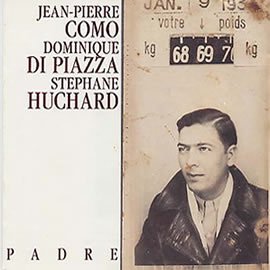 JEAN-PIERRE
COMO
DOMINIQUE
DI PIAZZA
STEPHANE
HUCHARD
PADRE
JAN. 9 193
votre poids
kg 68 69 70 kg